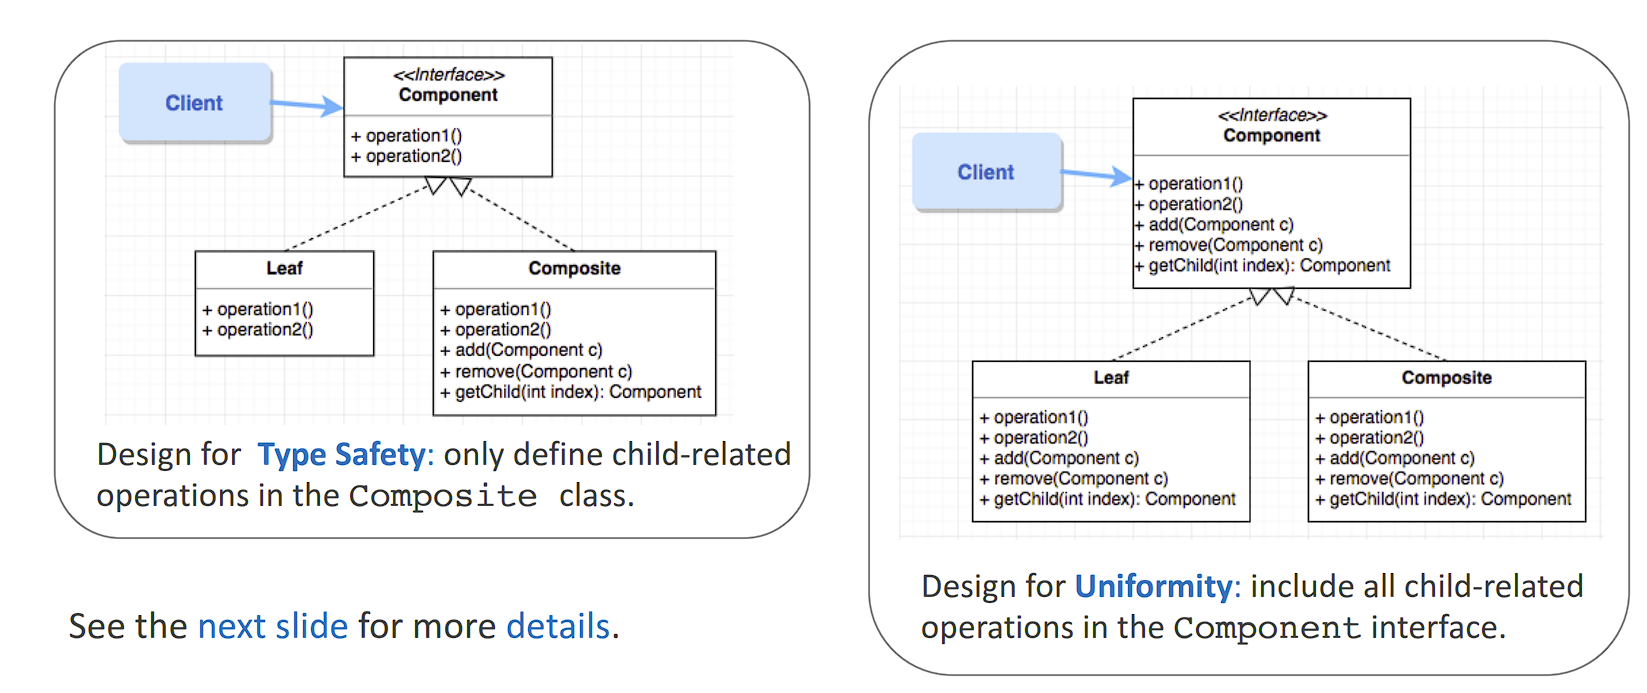 Client
<<Interface>>
Component
+ operation1()
+ operation2()
Leaf
+ operation1()
+ operation2()
Composite
+ operation1()
+ operation2()
+ add(Component c)
+ remove(Component c)
+ getChild(int index): Component
Design for Type Safety: only define child-related
operations in the Composite class.
See the next slide for more details.
Client
<<Interface>>
Component
+ operation1()
+ operation2()
+ add(Component c)
+ remove(Component c)
+ getChild(int index): Component
Leaf
+ operation1()
+ operation2()
+ add(Component c)
+ remove(Component c)
+ getChild(int index): Component
Composite
+ operation1()
+ operation2()
+ add(Component c)
+ remove(Component c)
+ getChild(int index): Component
Design for Uniformity: include all child-related
operations in the Component interface.